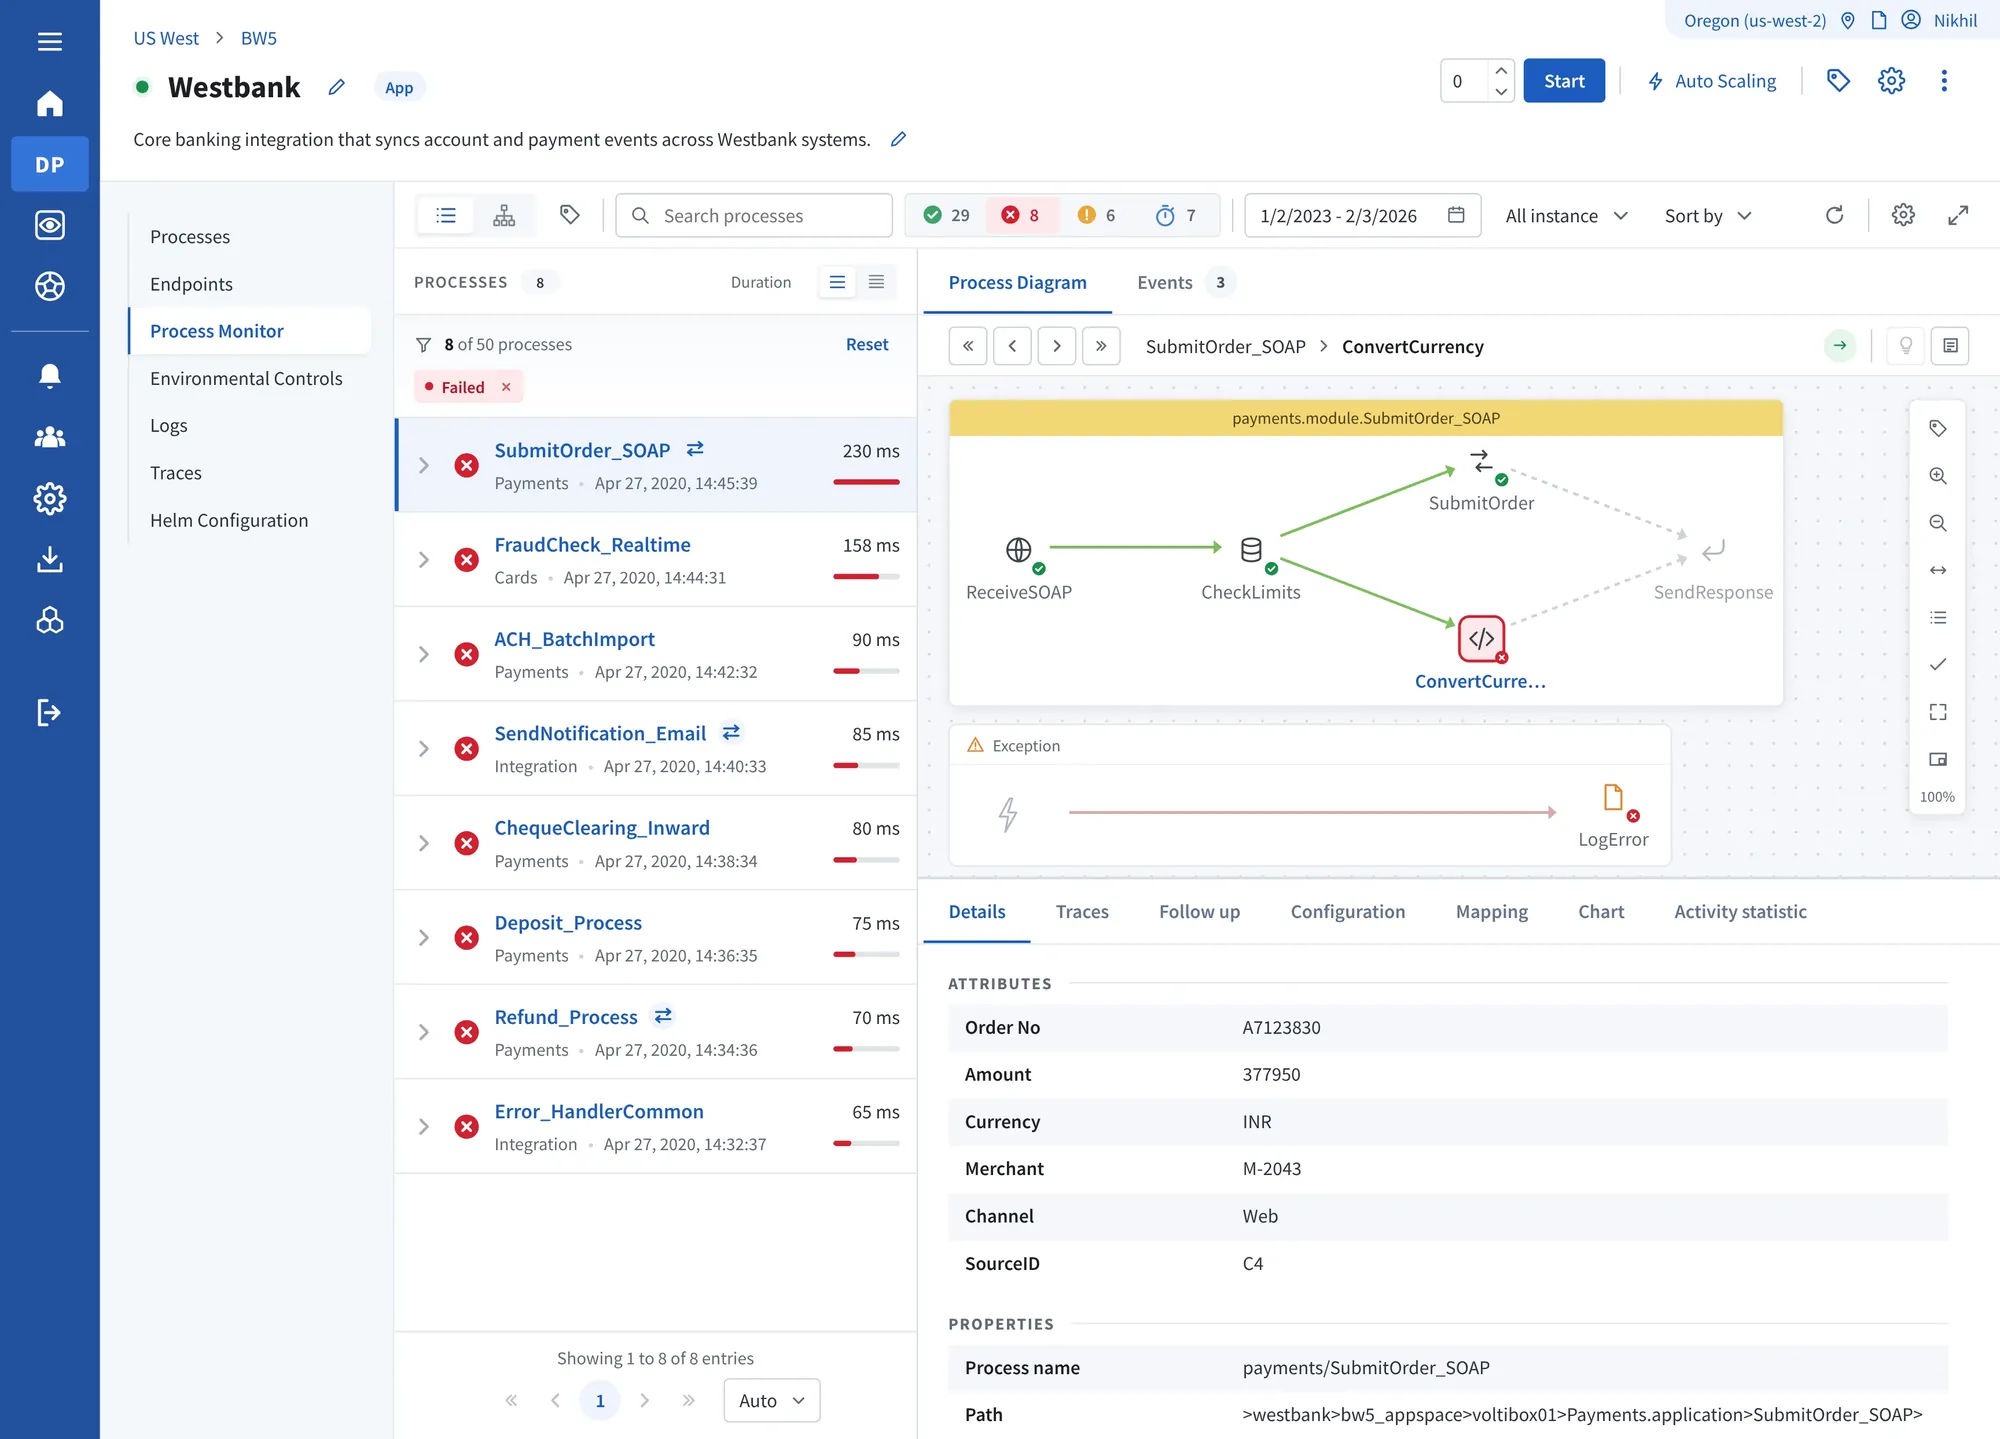 Oregon (us-west-2) Nikhil
US West > BW5
Westbank App
0 Start Auto Scaling
Core banking integration that syncs account and payment events across Westbank systems.
DP
Processes
Endpoints
Process Monitor
Environmental Controls
Logs
Traces
Helm Configuration
Search processes 29 8 6 7 1/2/2023 - 2/3/2026 All instance Sort by
PROCESSES 8 Duration
8 of 50 processes Reset
Failed ×
SubmitOrder_SOAP 230 ms
Payments • Apr 27, 2020, 14:45:39
FraudCheck_Realtime 158 ms
Cards • Apr 27, 2020, 14:44:31
ACH_BatchImport 90 ms
Payments • Apr 27, 2020, 14:42:32
SendNotification_Email 85 ms
Integration • Apr 27, 2020, 14:40:33
ChequeClearing_Inward 80 ms
Payments • Apr 27, 2020, 14:38:34
Deposit_Process 75 ms
Payments • Apr 27, 2020, 14:36:35
Refund_Process 70 ms
Payments • Apr 27, 2020, 14:34:36
Error_HandlerCommon 65 ms
Integration • Apr 27, 2020, 14:32:37
Showing 1 to 8 of 8 entries
« ‹ 1 › » Auto
Process Diagram Events 3
« ‹ › » SubmitOrder_SOAP > ConvertCurrency
payments.module.SubmitOrder_SOAP
SubmitOrder
ReceiveSOAP CheckLimits SendResponse
ConvertCurre...
Exception
LogError
100%
Details Traces Follow up Configuration Mapping Chart Activity statistic
ATTRIBUTES
Order No A7123830
Amount 377950
Currency INR
Merchant M-2043
Channel Web
SourceID C4
PROPERTIES
Process name payments/SubmitOrder_SOAP
Path >westbank>bw5_appspace>voltibox01>Payments.application>SubmitOrder_SOAP>